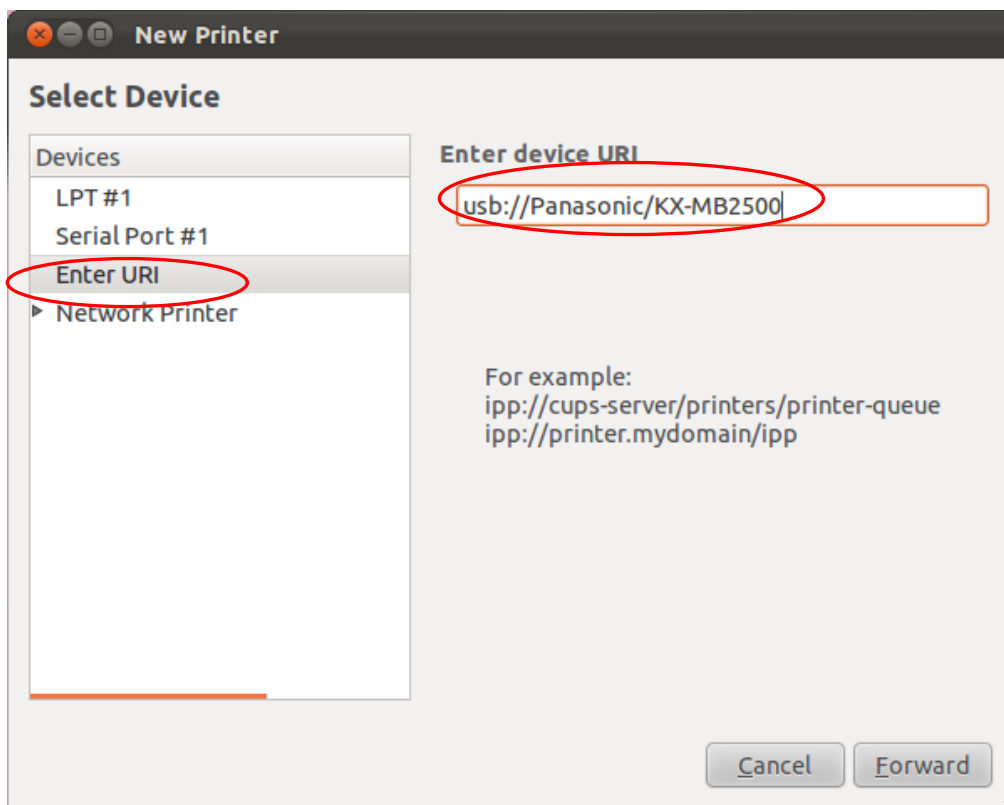 New Printer
Select Device
Devices
LPT #1
Serial Port #1
Enter URI
Network Printer
Enter device URI
usb://Panasonic/KX-MB2500
For example:
ipp://cups-server/printers/printer-queue
ipp://printer.mydomain/ipp
Cancel
Forward